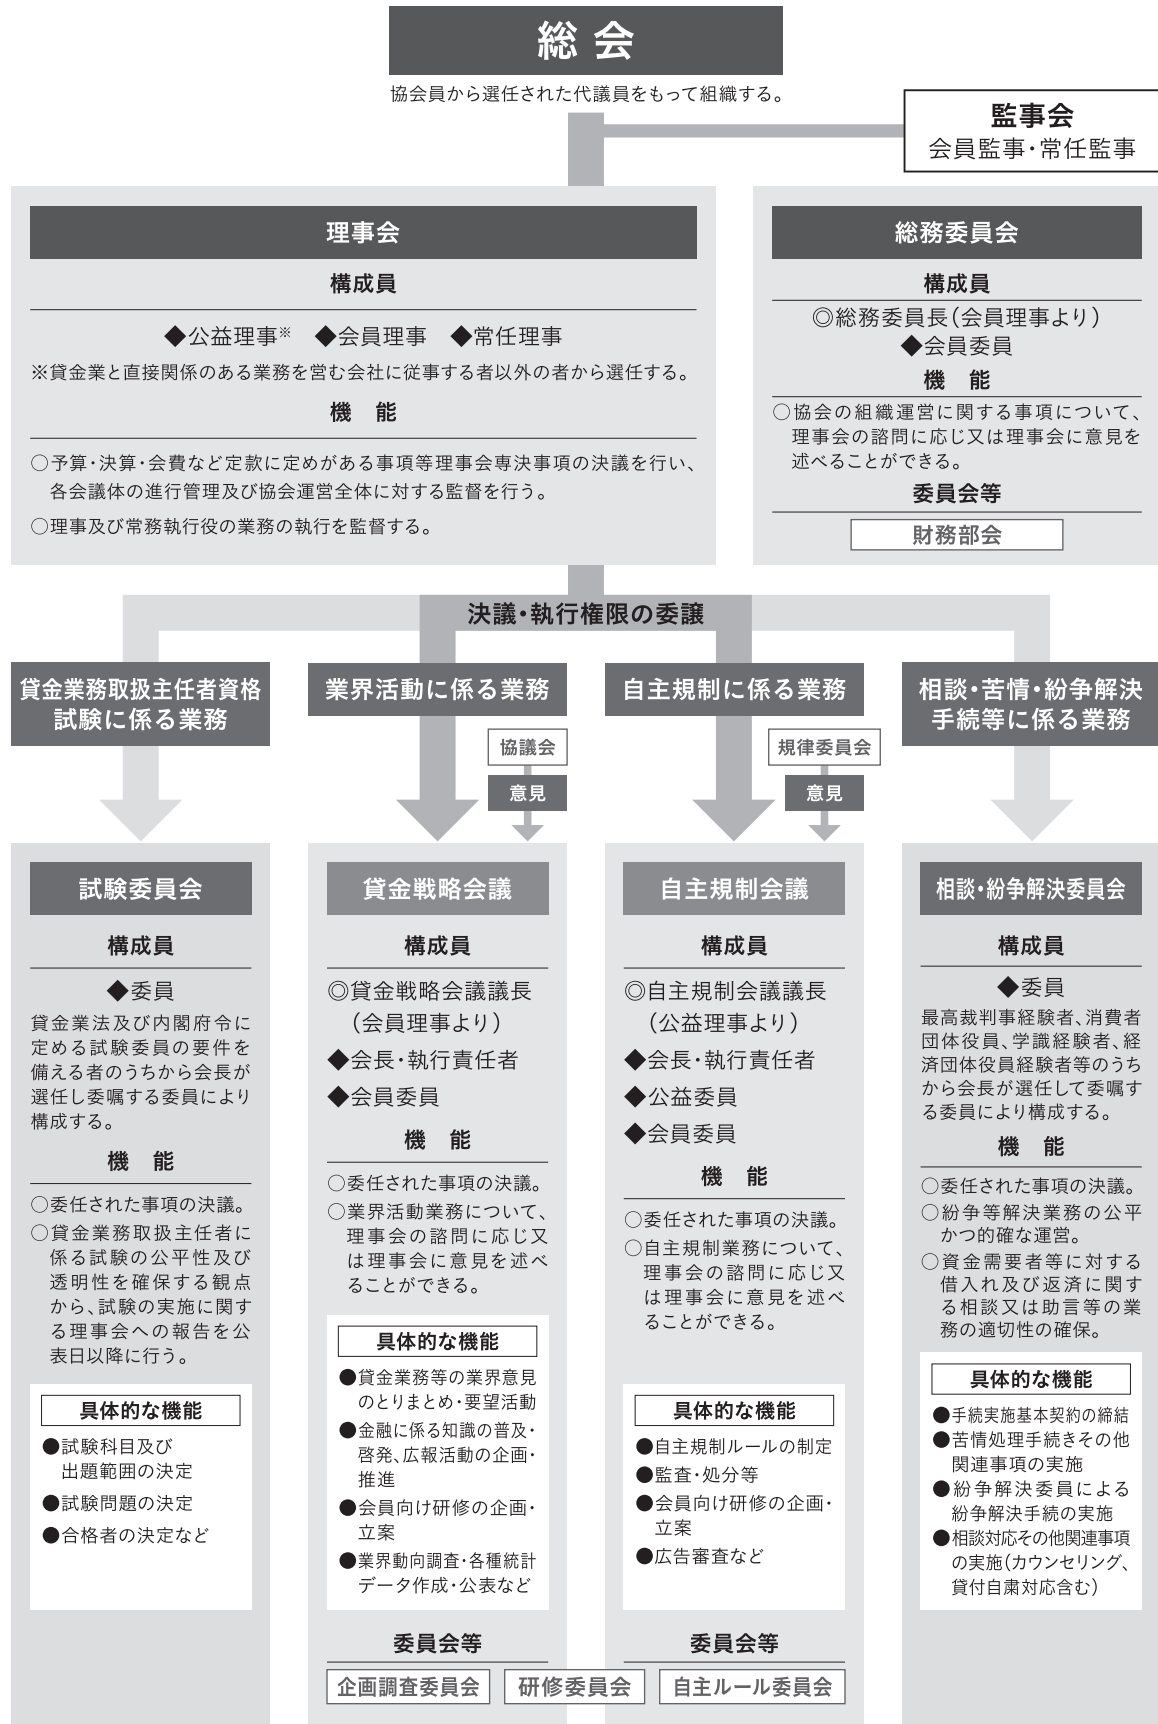 総会
協会員から選任された代議員をもって組織する。
監事会
会員監事・常任監事
理事会
構成員
◆公益理事※ ◆会員理事 ◆常任理事
※貸金業と直接関係のある業務を営む会社に従事する者以外の者から選任する。
機 能
○予算・決算・会費など定款に定めがある事項等理事会専決事項の決議を行い、
各会議体の進行管理及び協会運営全体に対する監督を行う。
○理事及び常務執行役の業務の執行を監督する。
総務委員会
構成員
◎総務委員長（会員理事より）
◆会員委員
機 能
○協会の組織運営に関する事項について、
理事会の諮問に応じ又は理事会に意見を
述べることができる。
委員会等
財務部会
決議・執行権限の委譲
貸金業務取扱主任者資格
試験に係る業務
業界活動に係る業務
協議会
意見
自主規制に係る業務
規律委員会
意見
相談・苦情・紛争解決
手続等に係る業務
試験委員会
構成員
◆委員
貸金業法及び内閣府令に
定める試験委員の要件を
備える者のうちから会長が
選任し委嘱する委員により
構成する。
機 能
○委任された事項の決議。
○貸金業務取扱主任者に
係る試験の公平性及び
透明性を確保する観点
から、試験の実施に関す
る理事会への報告を公
表日以降に行う。
具体的な機能
●試験科目及び
出題範囲の決定
●試験問題の決定
●合格者の決定など
貸金戦略会議
構成員
◎貸金戦略会議議長
（会員理事より）
◆会長・執行責任者
◆会員委員
機 能
○委任された事項の決議。
○業界活動業務について、
理事会の諮問に応じ又
は理事会に意見を述べ
ることができる。
具体的な機能
●貸金業務等の業界意見
のとりまとめ・要望活動
●金融に係る知識の普及・
啓発、広報活動の企画・
推進
●会員向け研修の企画・
立案
●業界動向調査・各種統計
データ作成・公表など
委員会等
企画調査委員会
研修委員会
自主規制会議
構成員
◎自主規制会議議長
（公益理事より）
◆会長・執行責任者
◆公益委員
◆会員委員
機 能
○委任された事項の決議。
○自主規制業務について、
理事会の諮問に応じ又
は理事会に意見を述べ
ることができる。
具体的な機能
●自主規制ルールの制定
●監査・処分等
●会員向け研修の企画・
立案
●広告審査など
委員会等
自主ルール委員会
相談・紛争解決委員会
構成員
◆委員
最高裁判事経験者、消費者
団体役員、学識経験者、経
済団体役員経験者等のうち
から会長が選任して委嘱す
る委員により構成する。
機 能
○委任された事項の決議。
○紛争等解決業務の公平
かつ的確な運営。
○資金需要者等に対する
借入れ及び返済に関す
る相談又は助言等の業
務の適切性の確保。
具体的な機能
●手続実施基本契約の締結
●苦情処理手続きその他
関連事項の実施
●紛争解決委員による
紛争解決手続の実施
●相談対応その他関連事項
の実施（カウンセリング、
貸付自粛対応含む）